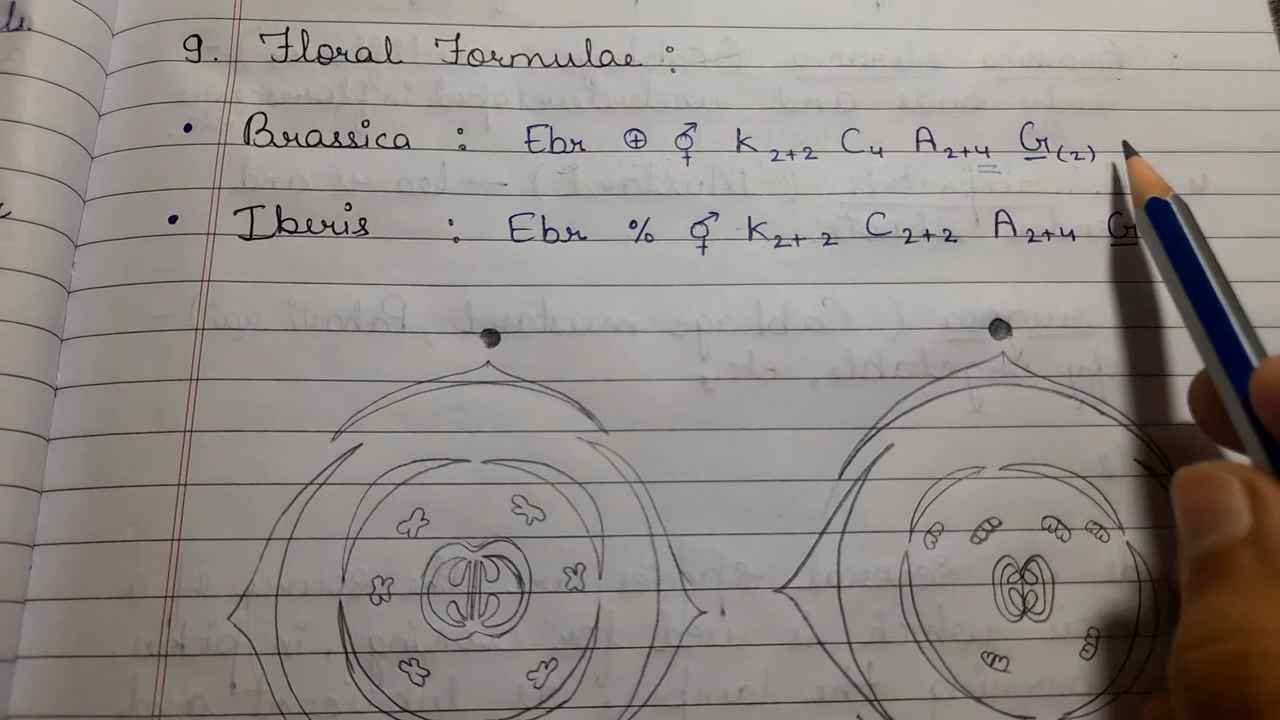 9. Floral Formulae :
• Brassica : Ebr ⊕ ⚥ K₂₊₂ C₄ A₂₊₄ G̲₍₂₎
• Iberis : Ebr % ⚥ K₂₊₂ C₂₊₂ A₂₊₄ G̲